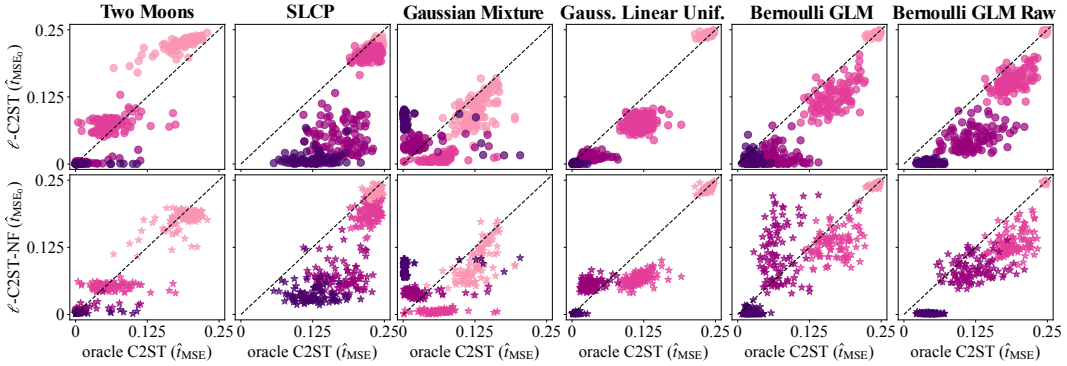 Two Moons SLCP Gaussian Mixture Gauss. Linear Unif. Bernoulli GLM Bernoulli GLM Raw
ℓ-C2ST (t̂MSE₀)
0.25
0.125
0
ℓ-C2ST-NF (t̂MSE₀)
0.25
0.125
0
0 0.125 0.25 0 0.125 0.25 0 0.125 0.25 0 0.125 0.25 0 0.125 0.25 0 0.125 0.25
oracle C2ST (t̂MSE) oracle C2ST (t̂MSE) oracle C2ST (t̂MSE) oracle C2ST (t̂MSE) oracle C2ST (t̂MSE) oracle C2ST (t̂MSE)